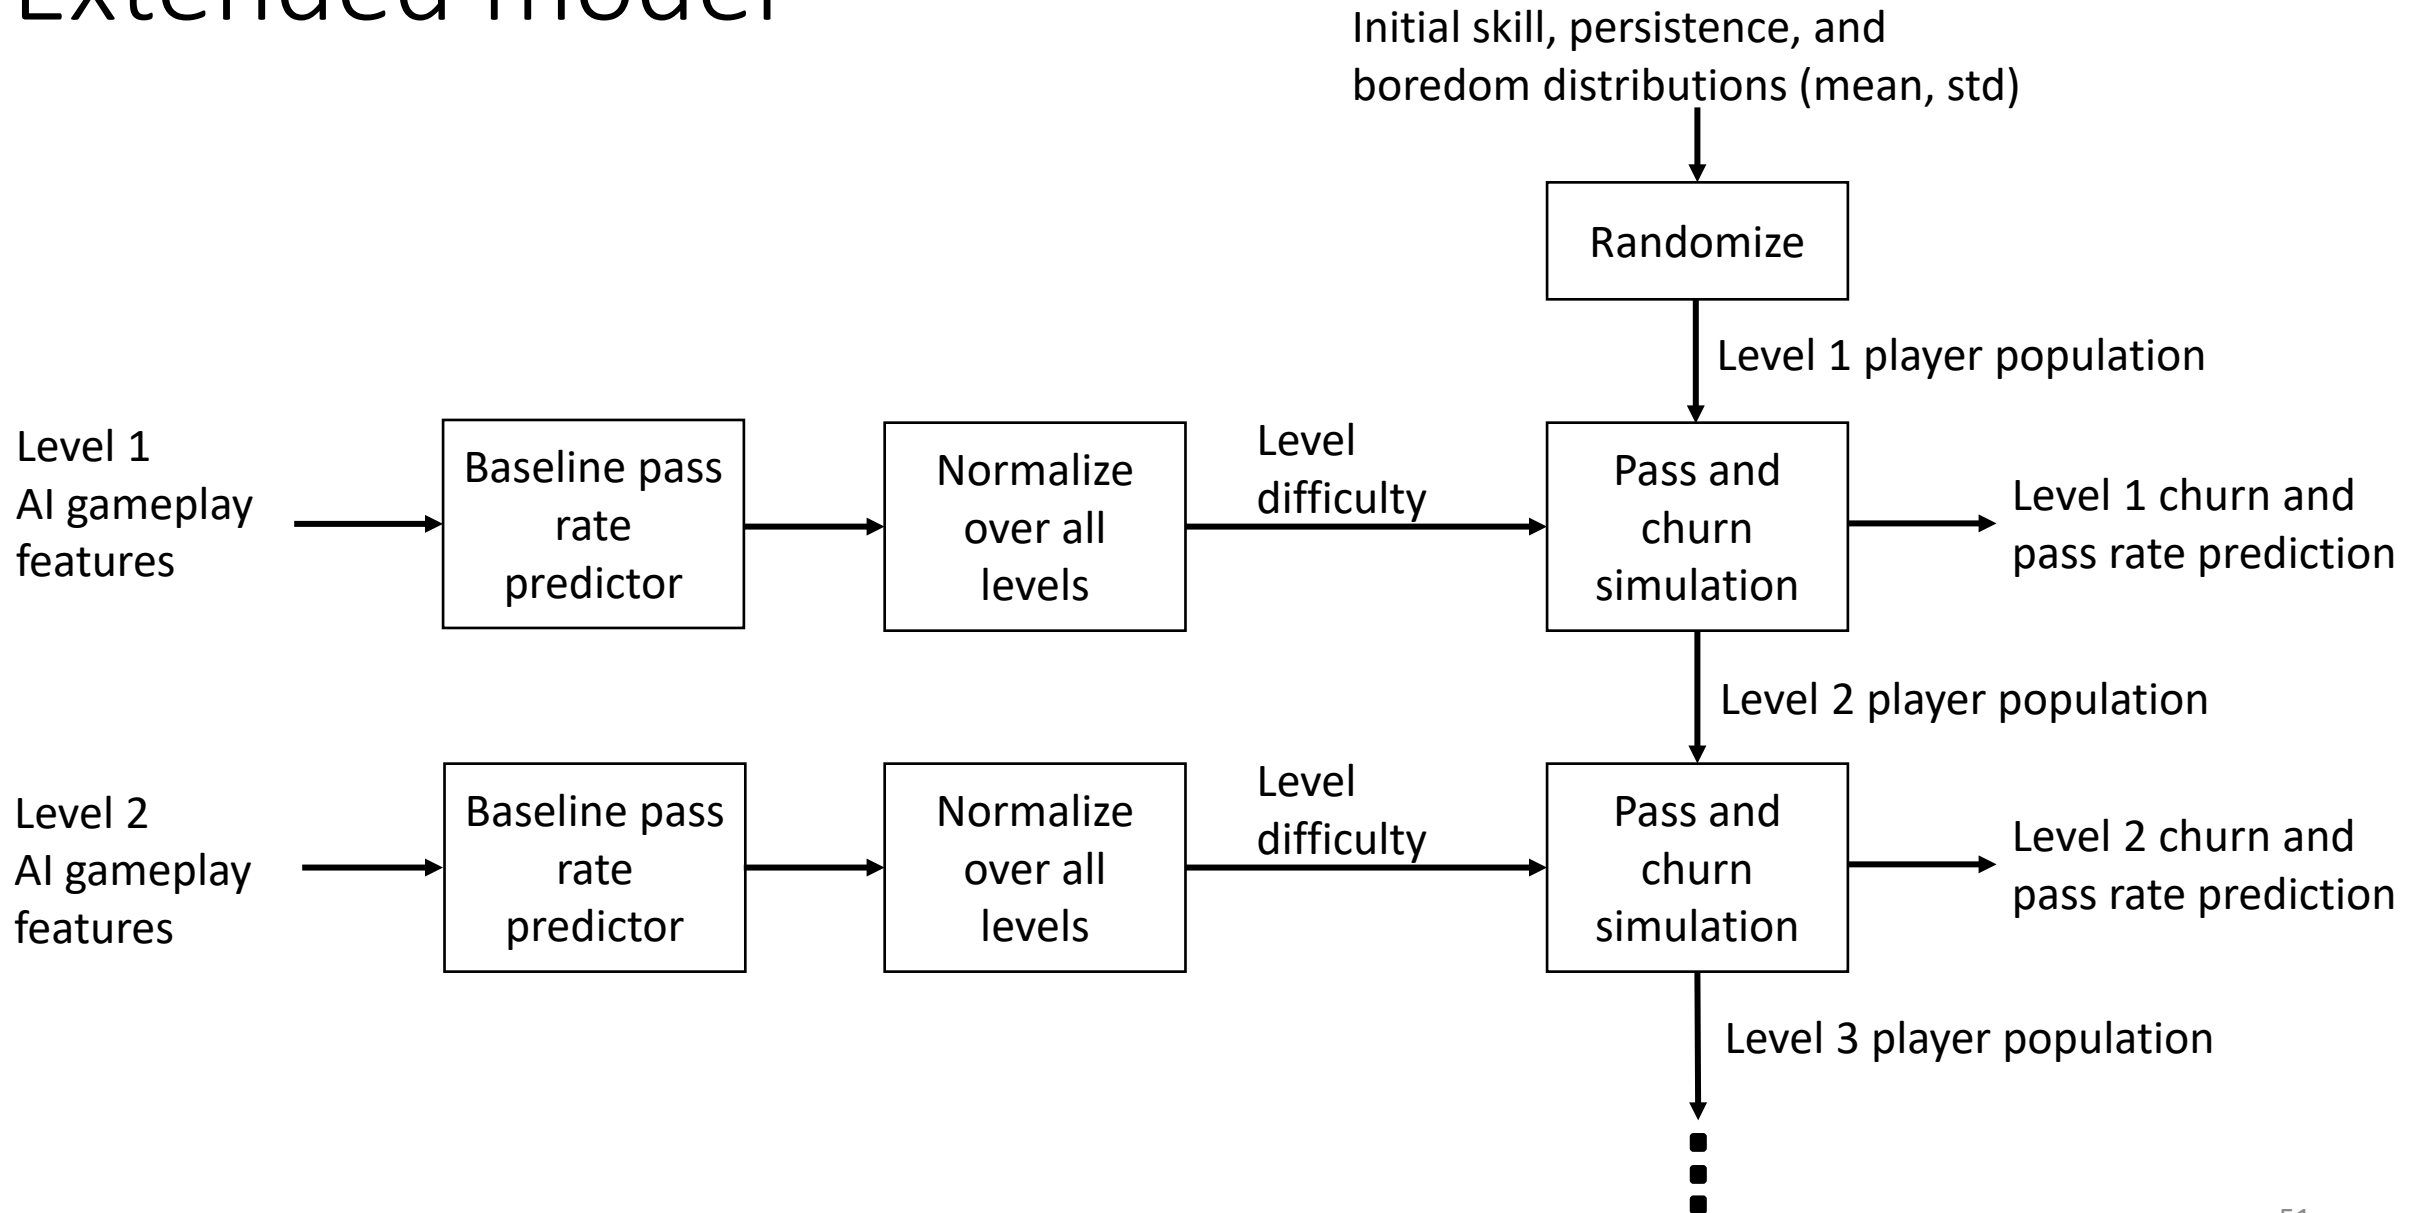 Extended model
Initial skill, persistence, and
boredom distributions (mean, std)
Randomize
Level 1 player population
Level 1
AI gameplay
features
Baseline pass
rate
predictor
Normalize
over all
levels
Level
difficulty
Pass and
churn
simulation
Level 1 churn and
pass rate prediction
Level 2 player population
Level 2
AI gameplay
features
Baseline pass
rate
predictor
Normalize
over all
levels
Level
difficulty
Pass and
churn
simulation
Level 2 churn and
pass rate prediction
Level 3 player population
51